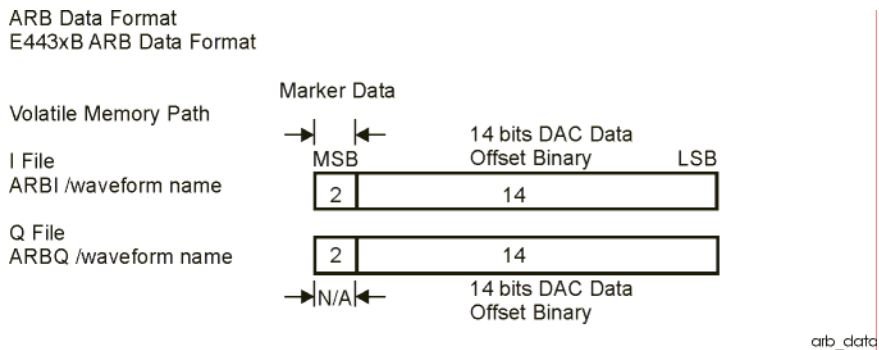 ARB Data Format
E443xB ARB Data Format
Marker Data
Volatile Memory Path
14 bits DAC Data
I File
MSB
Offset Binary
LSB
ARBI /waveform name
2
14
Q File
ARBQ /waveform name
2
14
N/A
14 bits DAC Data
Offset Binary
arb_data